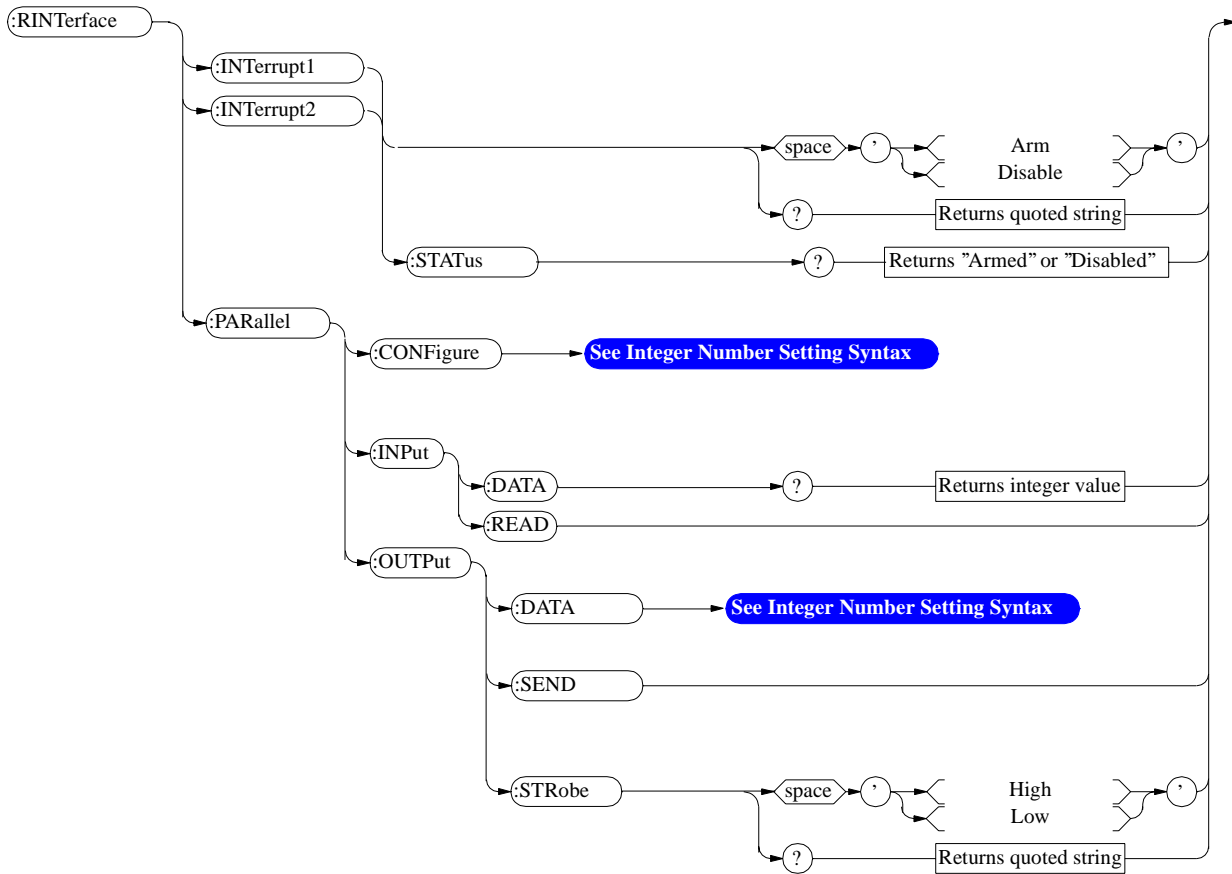 :RINTerface
:INTerrupt1
:INTerrupt2
space ’ Arm ’
Disable
? Returns quoted string
:STATus ? Returns ”Armed” or ”Disabled”
:PARallel
:CONFigure See Integer Number Setting Syntax
:INPut
:DATA ? Returns integer value
:READ
:OUTPut
:DATA See Integer Number Setting Syntax
:SEND
:STRobe space ’ High ’
Low
? Returns quoted string